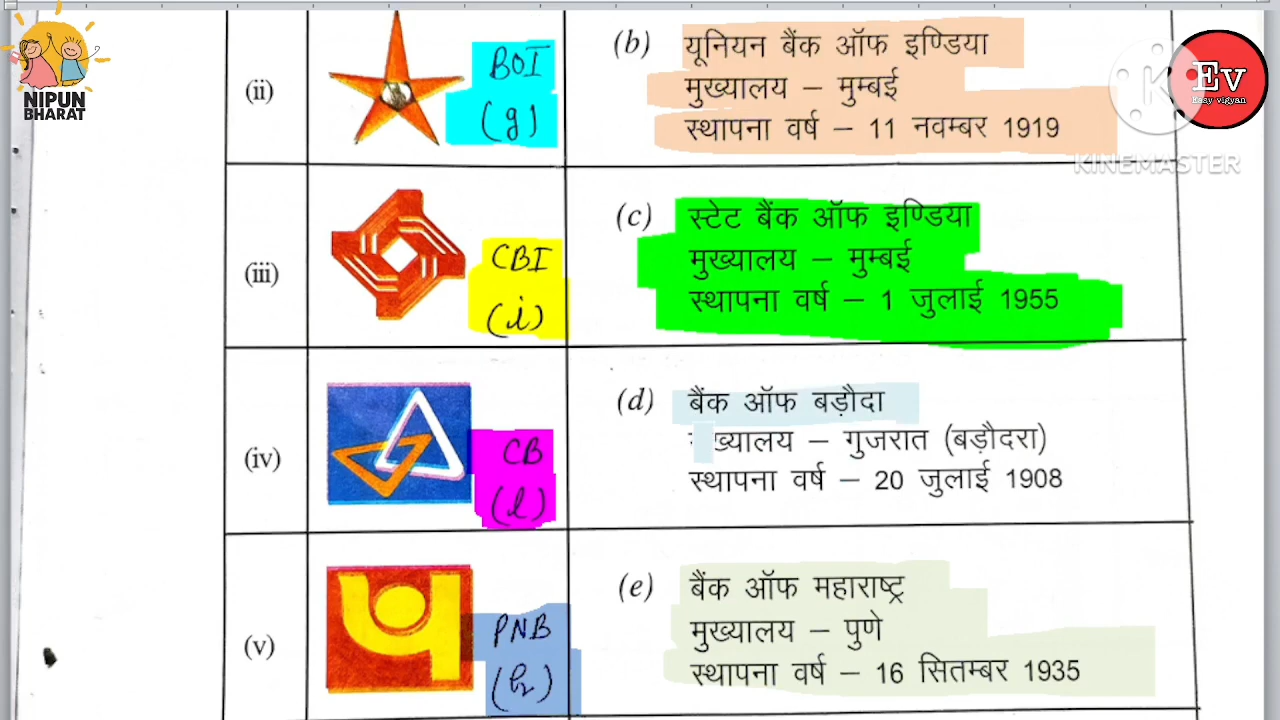 NIPUN
BHARAT
(ii)
BOI
(g)
(b) यूनियन बैंक ऑफ इण्डिया
मुख्यालय – मुम्बई
स्थापना वर्ष – 11 नवम्बर 1919
Ev
Easy vigyan
KINEMASTER
(iii)
CBI
(i)
(c) स्टेट बैंक ऑफ इण्डिया
मुख्यालय – मुम्बई
स्थापना वर्ष – 1 जुलाई 1955
(iv)
CB
(l)
(d) बैंक ऑफ बड़ौदा
– गुजरात (बड़ौदरा)
स्थापना वर्ष – 20 जुलाई 1908
(v)
PNB
(e) बैंक ऑफ महाराष्ट्र
मुख्यालय – पुणे
स्थापना वर्ष – 16 सितम्बर 1935